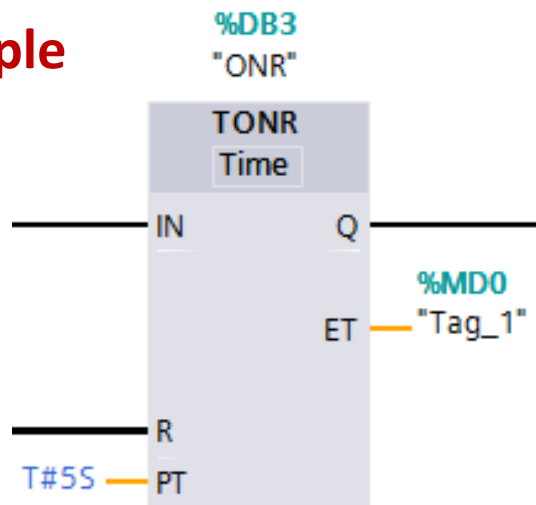 %DB3
ple
"ONR"
TONR
Time
IN Q
%MD0
ET "Tag_1"
R
T#5S PT